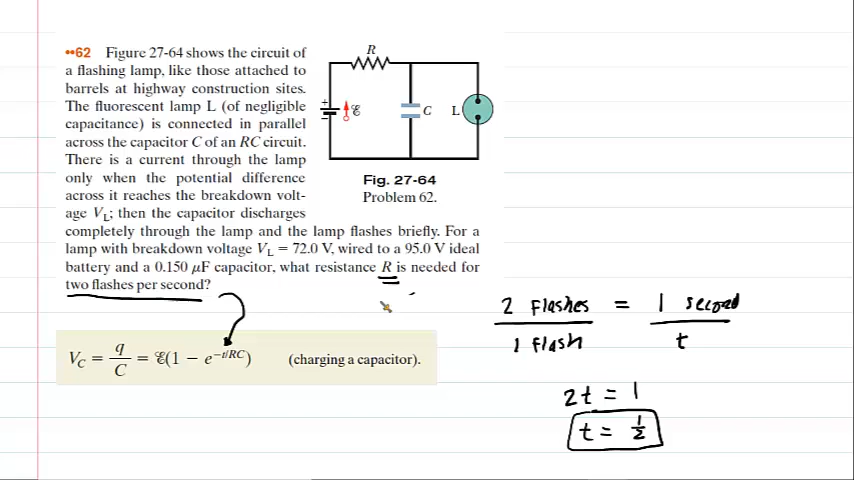 ••62 Figure 27-64 shows the circuit of
a flashing lamp, like those attached to
barrels at highway construction sites.
The fluorescent lamp L (of negligible
capacitance) is connected in parallel
across the capacitor C of an RC circuit.
There is a current through the lamp
only when the potential difference
across it reaches the breakdown volt-
age V_L; then the capacitor discharges
completely through the lamp and the lamp flashes briefly. For a
lamp with breakdown voltage V_L = 72.0 V, wired to a 95.0 V ideal
battery and a 0.150 μF capacitor, what resistance R is needed for
two flashes per second?
R
+
−
ℰ
C
L
Fig. 27-64
Problem 62.
V_C = q/C = ℰ(1 − e^{−t/RC}) (charging a capacitor).
2 flashes = 1 second
1 flash t
2t = 1
t = 1/2